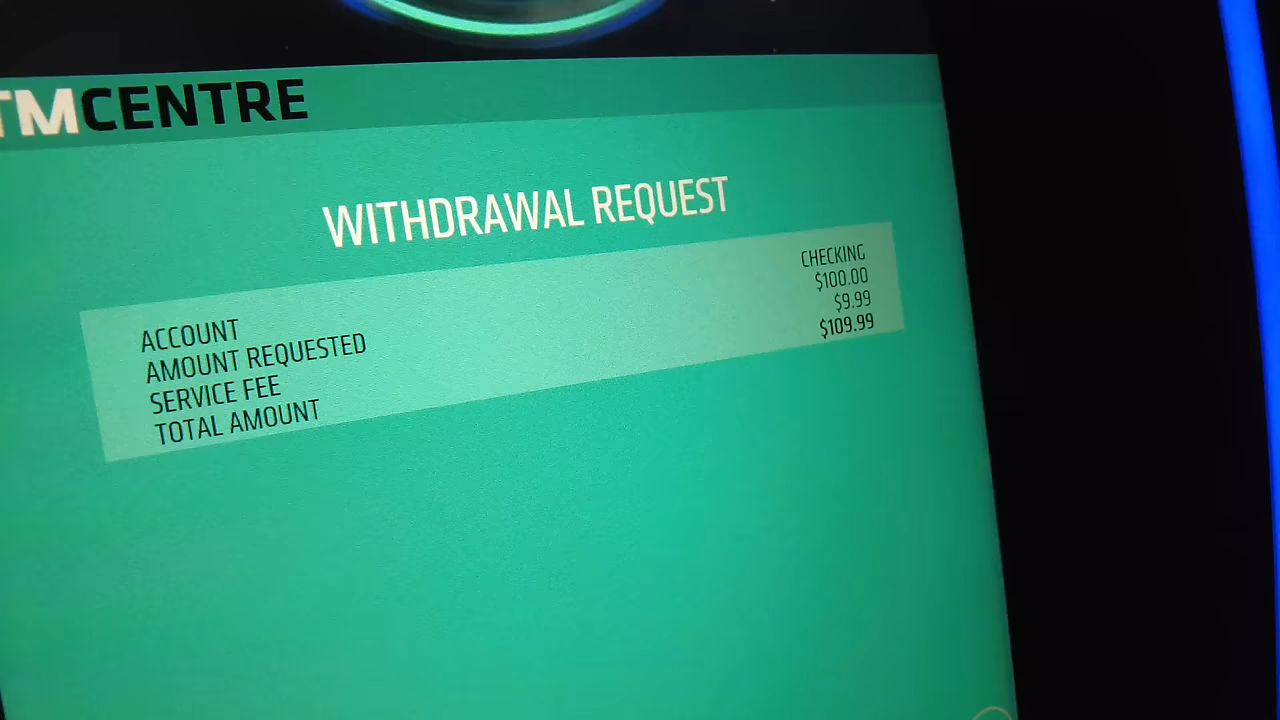 TMCENTRE
WITHDRAWAL REQUEST
ACCOUNT CHECKING
AMOUNT REQUESTED $100.00
SERVICE FEE $9.99
TOTAL AMOUNT $109.99